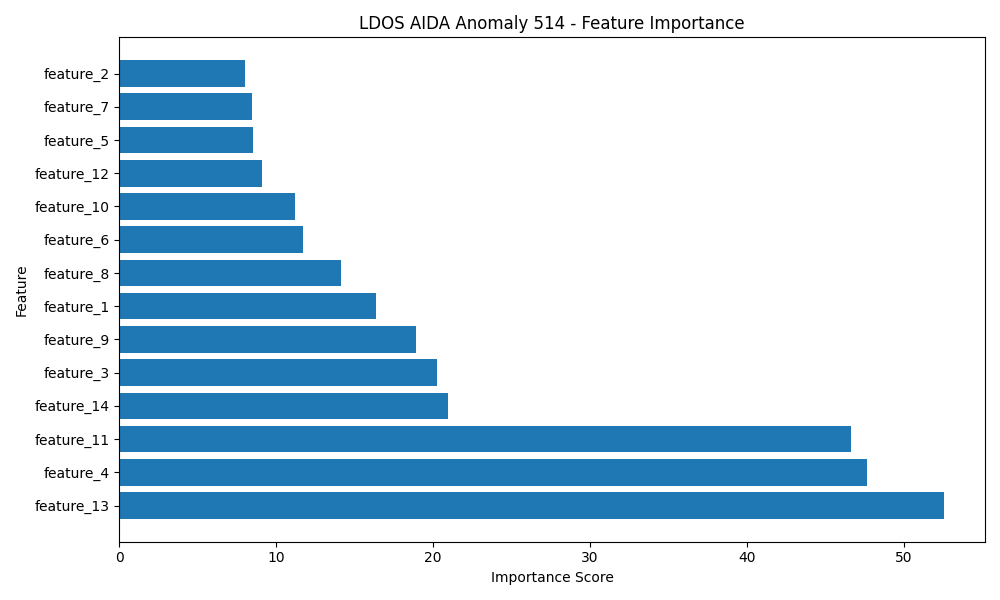 LDOS AIDA Anomaly 514 - Feature Importance
feature_2
feature_7
feature_5
feature_12
feature_10
feature_6
feature_8
feature_1
feature_9
feature_3
feature_14
feature_11
feature_4
feature_13
Feature
0 10 20 30 40 50
Importance Score